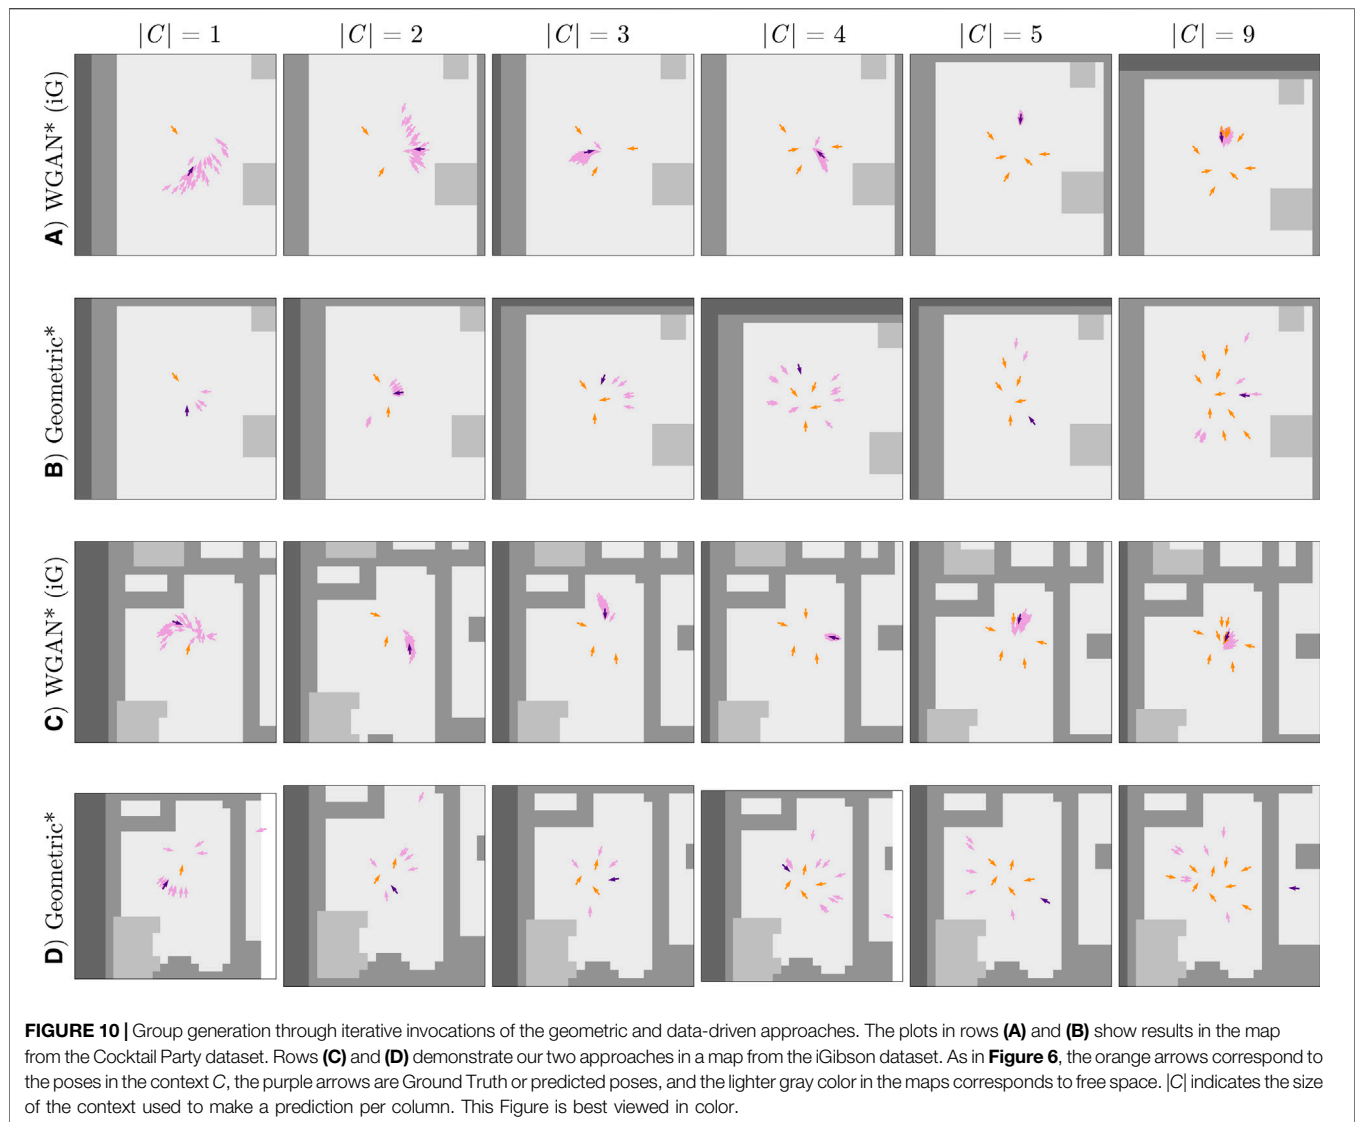 |C| = 1 |C| = 2 |C| = 3 |C| = 4 |C| = 5 |C| = 9
A) WGAN* (iG)
B) Geometric*
C) WGAN* (iG)
D) Geometric*
FIGURE 10 | Group generation through iterative invocations of the geometric and data-driven approaches. The plots in rows (A) and (B) show results in the map
from the Cocktail Party dataset. Rows (C) and (D) demonstrate our two approaches in a map from the iGibson dataset. As in Figure 6, the orange arrows correspond to
the poses in the context C, the purple arrows are Ground Truth or predicted poses, and the lighter gray color in the maps corresponds to free space. |C| indicates the size
of the context used to make a prediction per column. This Figure is best viewed in color.